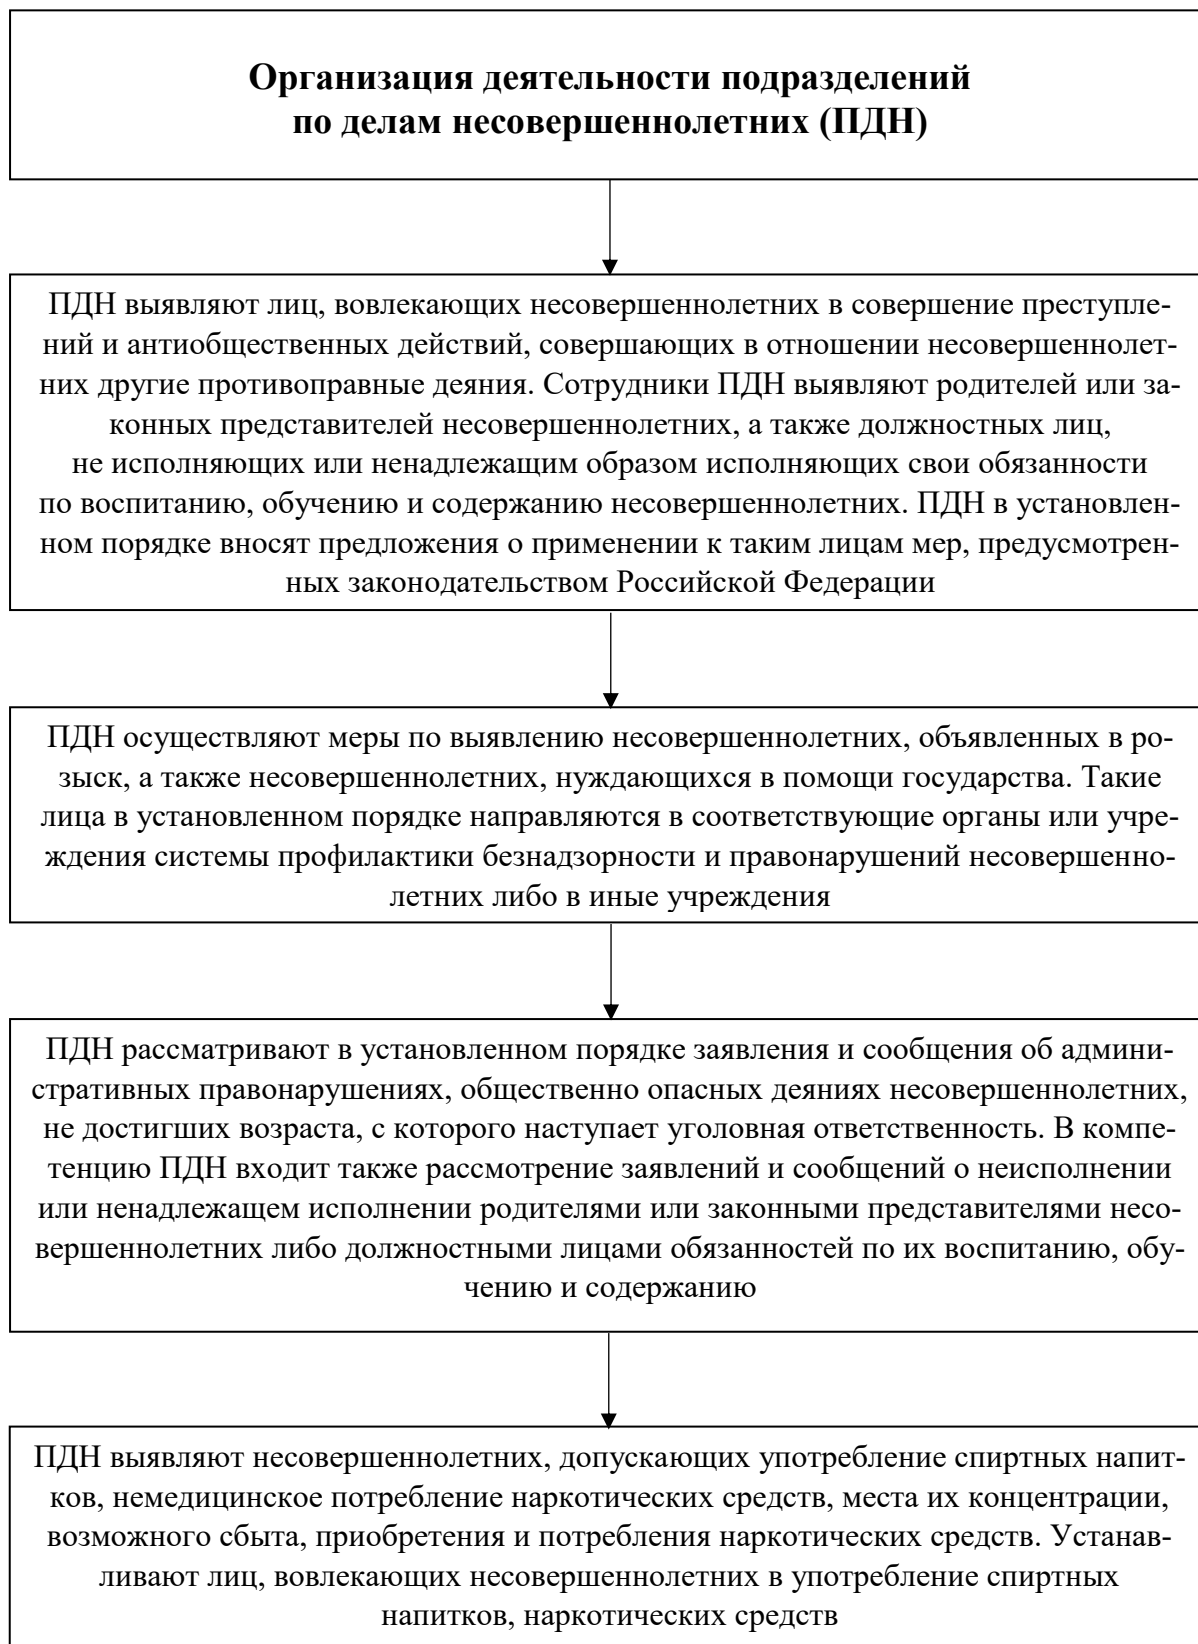 Организация деятельности подразделений
по делам несовершеннолетних (ПДН)
ПДН выявляют лиц, вовлекающих несовершеннолетних в совершение преступле-
ний и антиобщественных действий, совершающих в отношении несовершеннолет-
них другие противоправные деяния. Сотрудники ПДН выявляют родителей или за-
конных представителей несовершеннолетних, а также должностных лиц,
не исполняющих или ненадлежащим образом исполняющих свои обязанности
по воспитанию, обучению и содержанию несовершеннолетних. ПДН в установлен-
ном порядке вносят предложения о применении к таким лицам мер, предусмотрен-
ных законодательством Российской Федерации
ПДН осуществляют меры по выявлению несовершеннолетних, объявленных в ро-
зыск, а также несовершеннолетних, нуждающихся в помощи государства. Такие
лица в установленном порядке направляются в соответствующие органы или учре-
ждения системы профилактики безнадзорности и правонарушений несовершенно-
летних либо в иные учреждения
ПДН рассматривают в установленном порядке заявления и сообщения об админи-
стративных правонарушениях, общественно опасных деяниях несовершеннолетних,
не достигших возраста, с которого наступает уголовная ответственность. В компе-
тенцию ПДН входит также рассмотрение заявлений и сообщений о неисполнении
или ненадлежащем исполнении родителями или законными представителями несо-
вершеннолетних либо должностными лицами обязанностей по их воспитанию, обу-
чению и содержанию
ПДН выявляют несовершеннолетних, допускающих употребление спиртных напит-
ков, немедицинское потребление наркотических средств, места их концентрации,
возможного сбыта, приобретения и потребления наркотических средств. Устанав-
ливают лиц, вовлекающих несовершеннолетних в употребление спиртных
напитков, наркотических средств